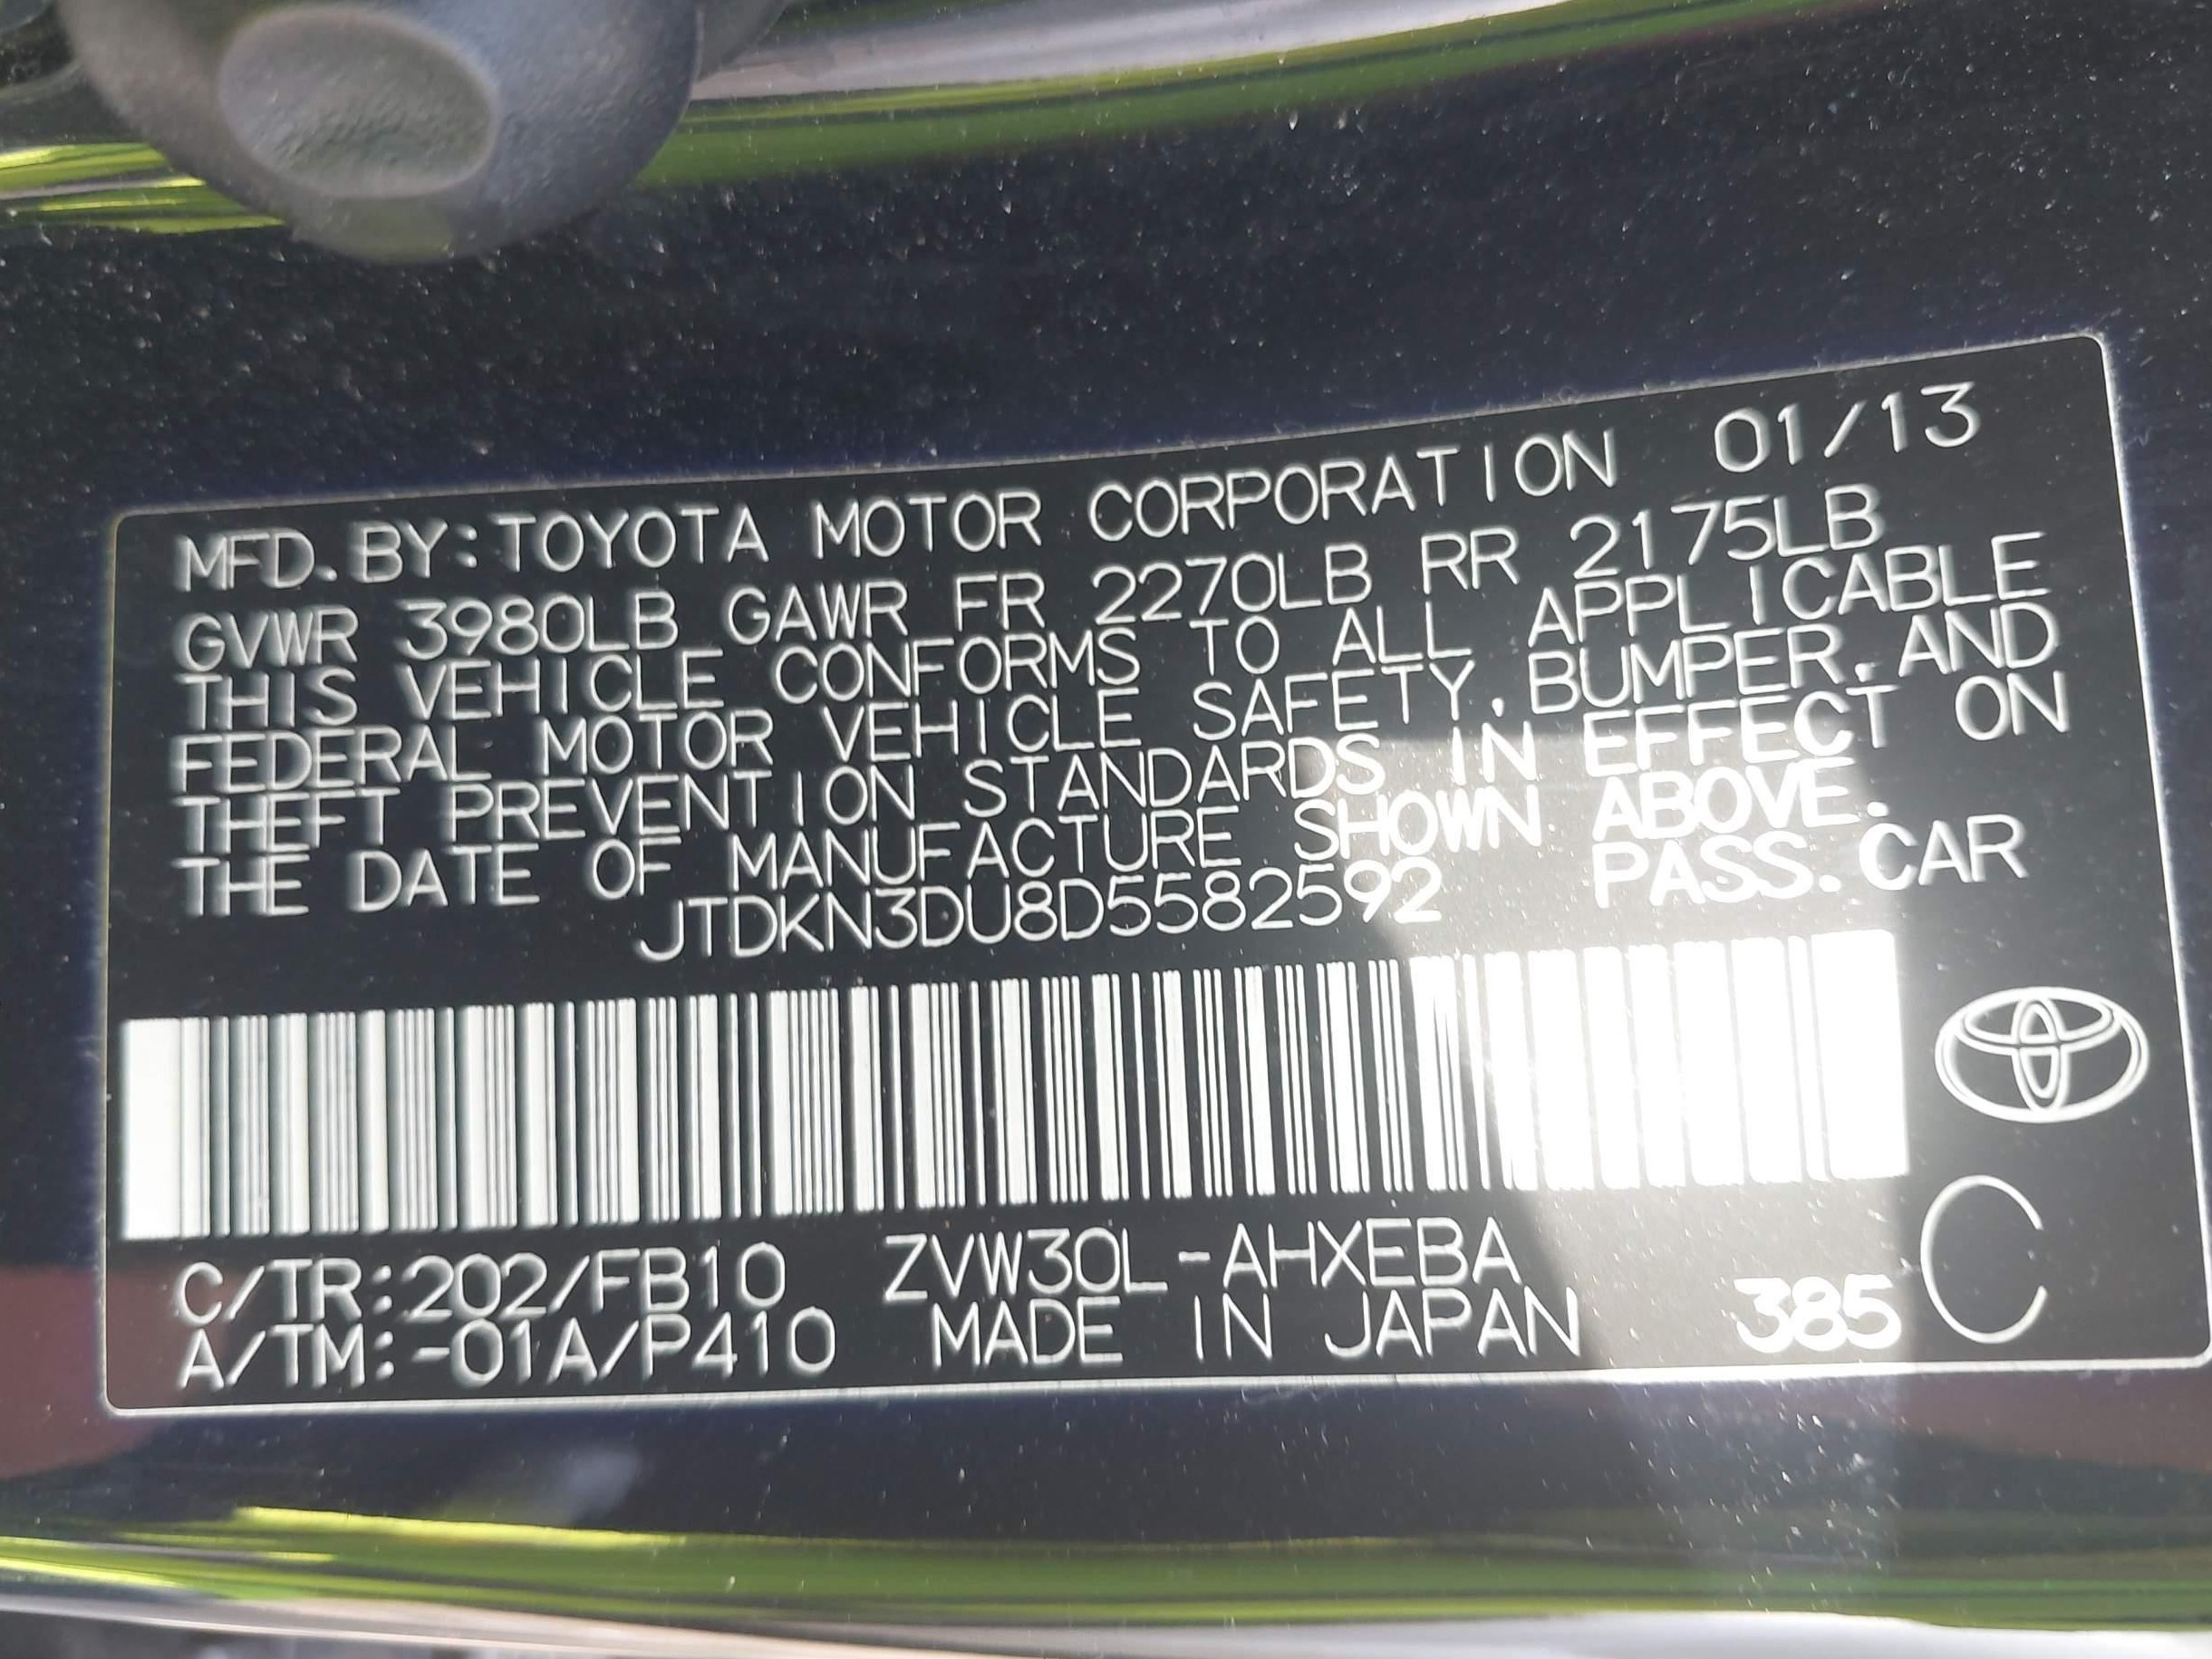 MFD. BY: TOYOTA MOTOR CORPORATION 01/13
GVWR 3980LB GAWR FR 2270LB RR 2175LB
THIS VEHICLE CONFORMS TO ALL APPLICABLE
FEDERAL MOTOR VEHICLE SAFETY, BUMPER, AND
THEFT PREVENTION STANDARDS IN EFFECT ON
THE DATE OF MANUFACTURE SHOWN ABOVE.
JTDKN3DU8D5582592 PASS. CAR
C/TR:202/FB10 ZVW30L-AHXEBA
A/TM:-01A/P410 MADE IN JAPAN 385 C